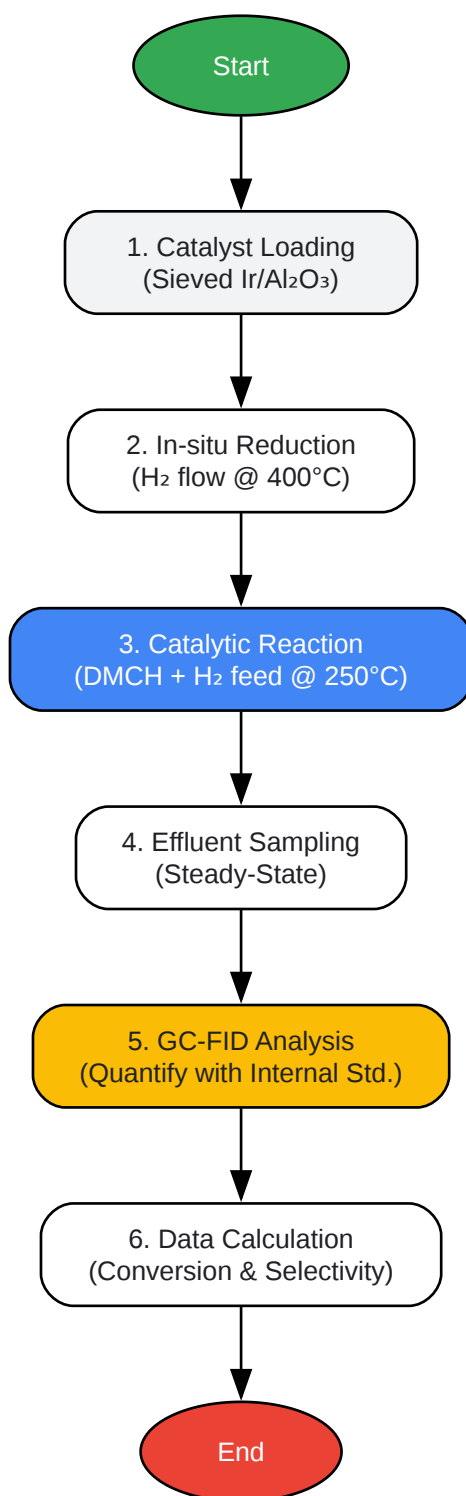 Start
1. Catalyst Loading
(Sieved Ir/Al₂O₃)
2. In-situ Reduction
(H₂ flow @ 400°C)
3. Catalytic Reaction
(DMCH + H₂ feed @ 250°C)
4. Effluent Sampling
(Steady-State)
5. GC-FID Analysis
(Quantify with Internal Std.)
6. Data Calculation
(Conversion & Selectivity)
End